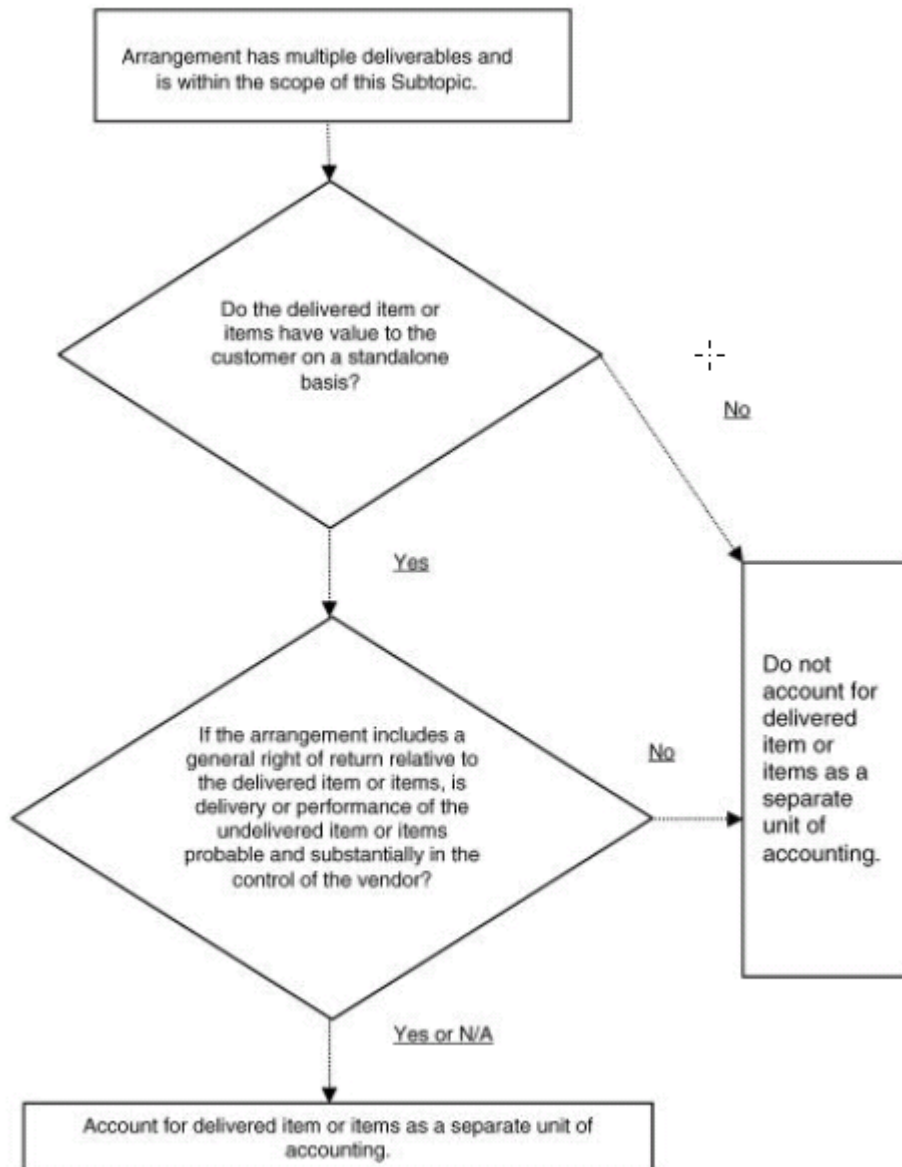 Arrangement has multiple deliverables and
is within the scope of this Subtopic.
Do the delivered item or
items have value to the
customer on a standalone
basis?
No
Yes
If the arrangement includes a
general right of return relative to
the delivered item or items, is
delivery or performance of the
undelivered item or items
probable and substantially in the
control of the vendor?
No
Do not
account for
delivered
item or
items as a
separate
unit of
accounting.
Yes or N/A
Account for delivered item or items as a separate unit of
accounting.